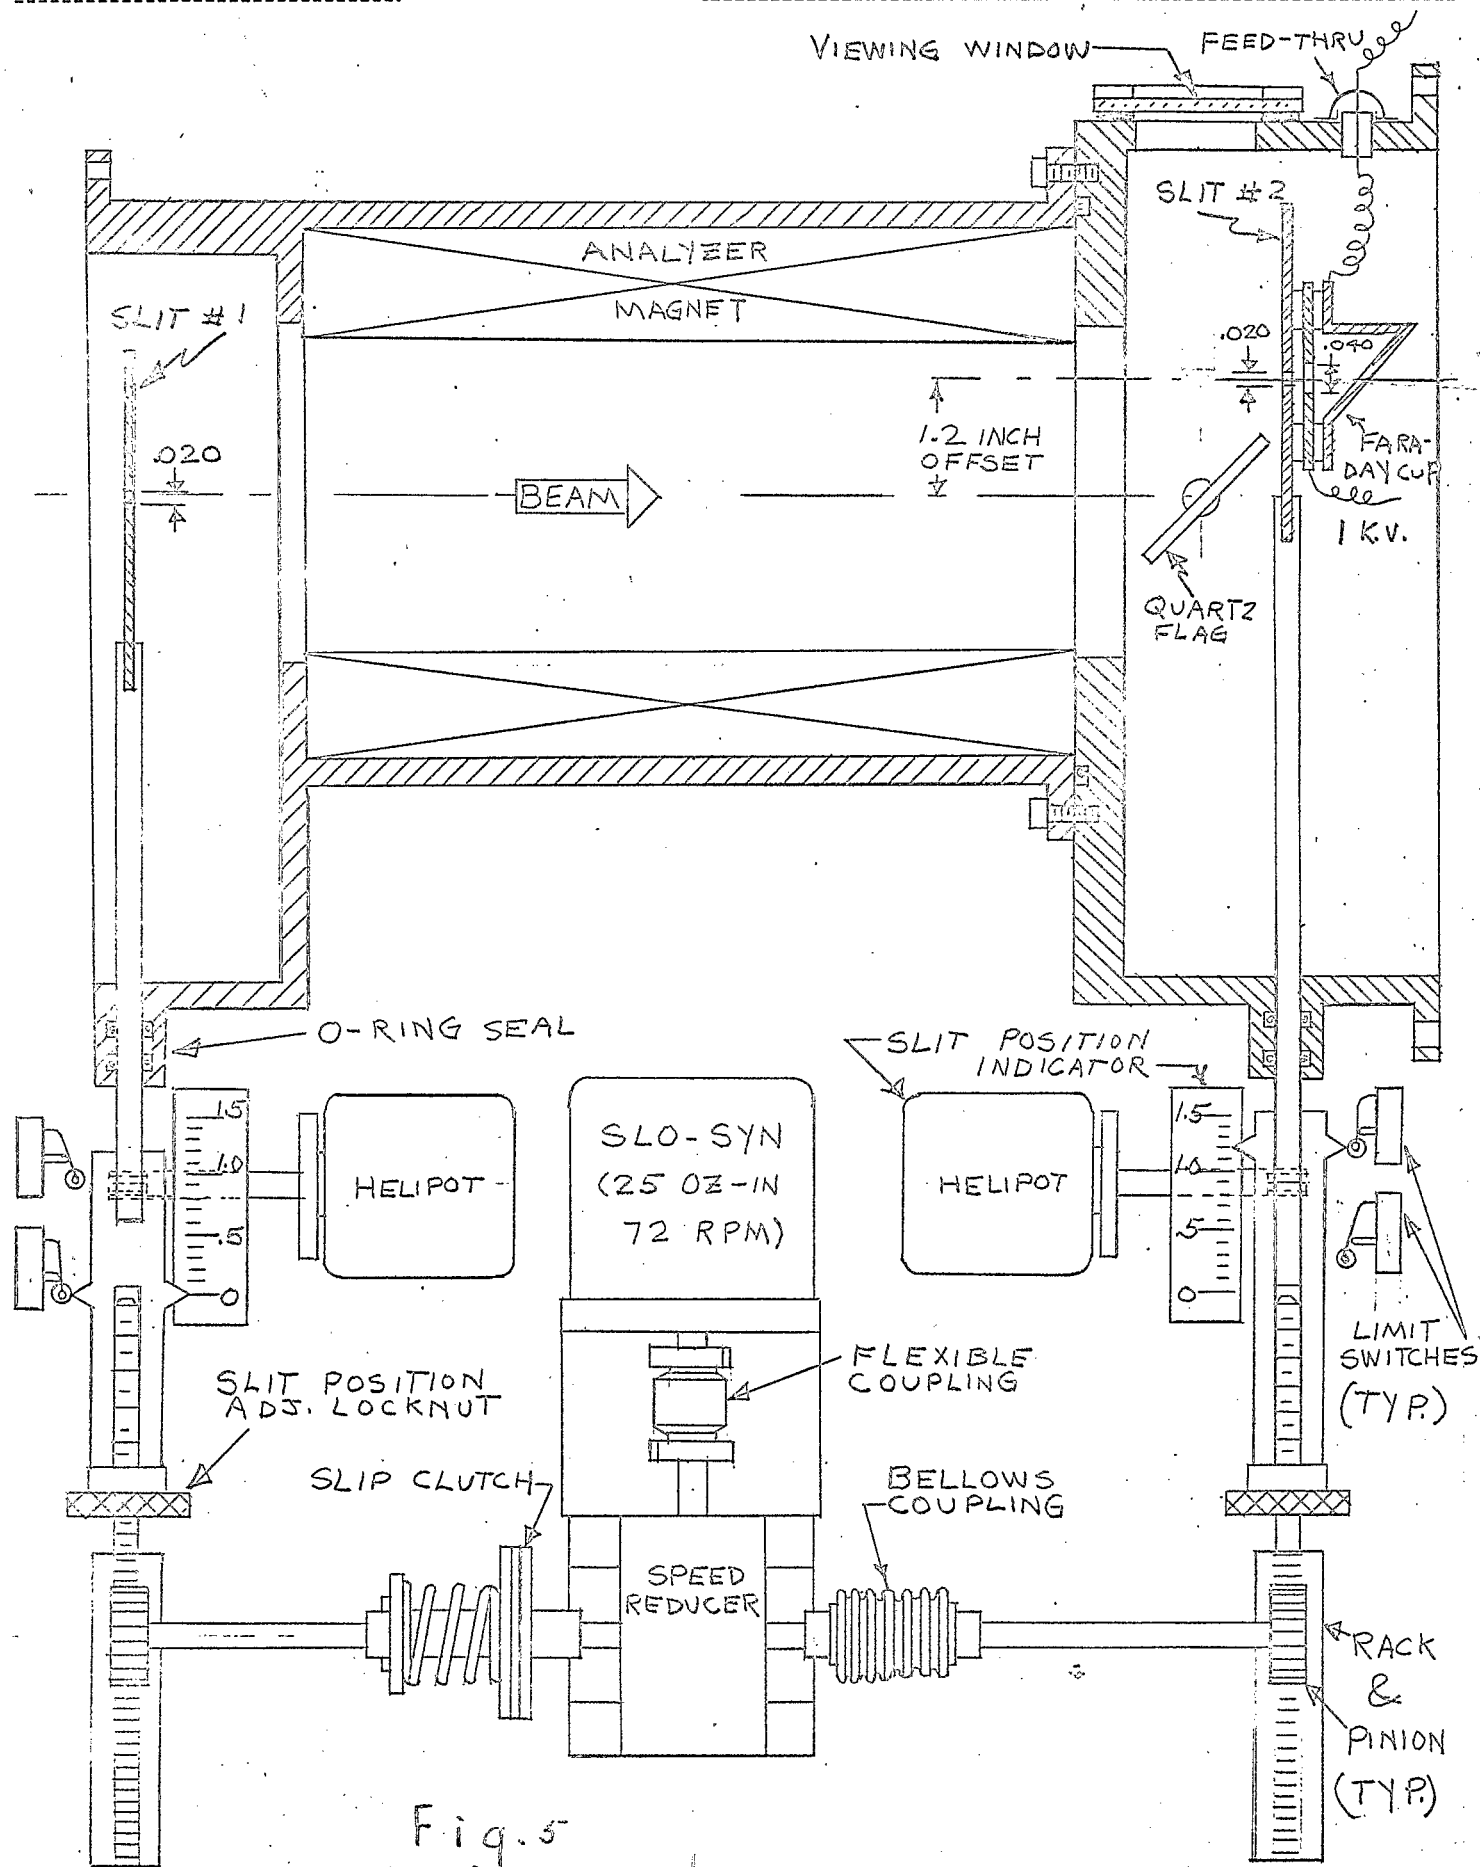 VIEWING WINDOW
FEED-THRU
SLIT #2
ANALYZER
MAGNET
SLIT #1
.020
.040
.020
1.2 INCH
OFFSET
BEAM
FARA-
DAY CUP
1 K.V.
QUARTZ
FLAG
O-RING SEAL
SLIT POSITION
INDICATOR
1.5
1.0
.5
0
HELIPOT
SLO-SYN
(25 OZ-IN
72 RPM)
HELIPOT
1.5
1.0
.5
0
LIMIT
SWITCHES
(TYP.)
FLEXIBLE
COUPLING
SLIT POSITION
ADJ. LOCKNUT
SLIP CLUTCH
BELLOWS
COUPLING
SPEED
REDUCER
RACK
&
PINION
(TYP.)
Fig. 5